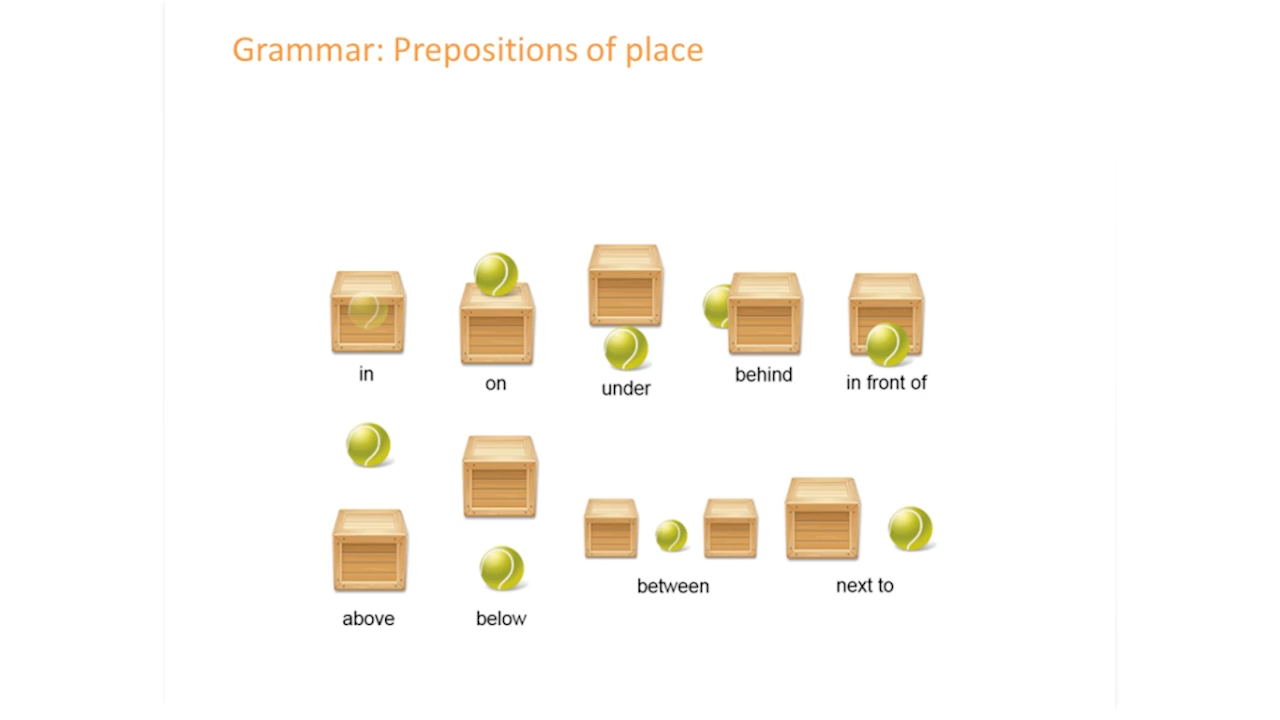 Grammar: Prepositions of place
in
on
under
behind
in front of
above
below
between
next to